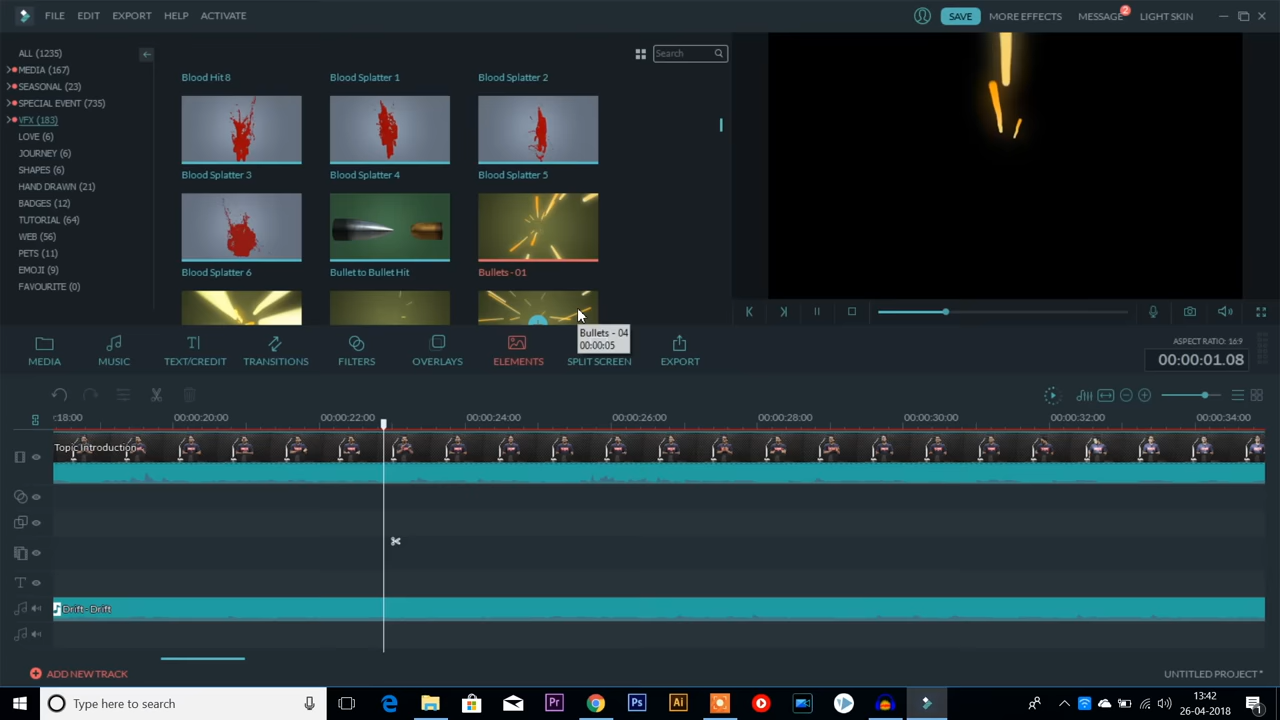 FILE EDIT EXPORT HELP ACTIVATE SAVE MORE EFFECTS MESSAGE 2 LIGHT SKIN
ALL (1235)
MEDIA (167)
SEASONAL (23)
SPECIAL EVENT (735)
VFX (183)
LOVE (6)
JOURNEY (6)
SHAPES (6)
HAND DRAWN (21)
BADGES (12)
TUTORIAL (64)
WEB (56)
PETS (11)
EMOJI (9)
FAVOURITE (0)
Search
Blood Hit 8 Blood Splatter 1 Blood Splatter 2
Blood Splatter 3 Blood Splatter 4 Blood Splatter 5
Blood Splatter 6 Bullet to Bullet Hit Bullets - 01
Bullets - 04
00:00:05
MEDIA MUSIC TEXT/CREDIT TRANSITIONS FILTERS OVERLAYS ELEMENTS SPLIT SCREEN EXPORT
ASPECT RATIO: 16:9
00:00:01.08
:18:00 00:00:20:00 00:00:22:00 00:00:24:00 00:00:26:00 00:00:28:00 00:00:30:00 00:00:32:00 00:00:34:00
Topic Introduction
Drift - Drift
ADD NEW TRACK UNTITLED PROJECT *
Type here to search Pr Ps Ai 13:42
26-04-2018